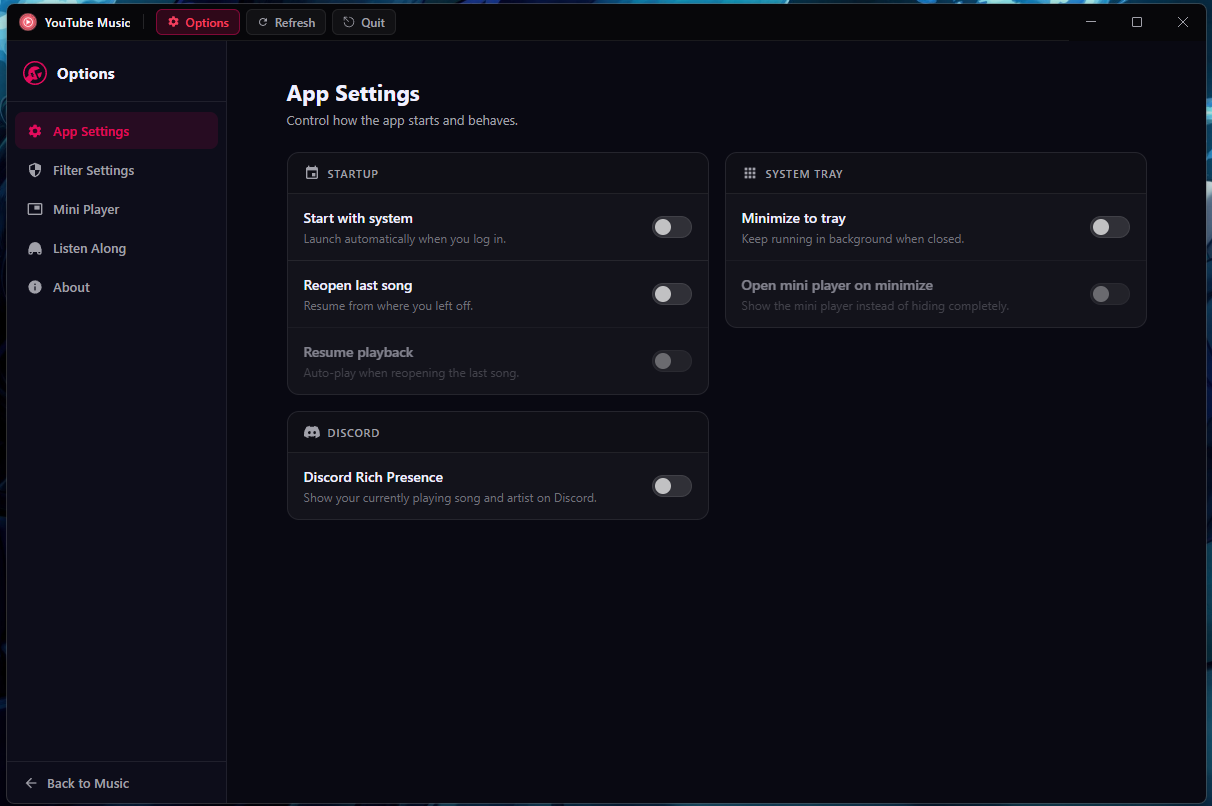 YouTube Music
Options
Refresh
Quit
Options
App Settings
Filter Settings
Mini Player
Listen Along
About
Back to Music
App Settings
Control how the app starts and behaves.
STARTUP
Start with system
Launch automatically when you log in.
Reopen last song
Resume from where you left off.
Resume playback
Auto-play when reopening the last song.
DISCORD
Discord Rich Presence
Show your currently playing song and artist on Discord.
SYSTEM TRAY
Minimize to tray
Keep running in background when closed.
Open mini player on minimize
Show the mini player instead of hiding completely.